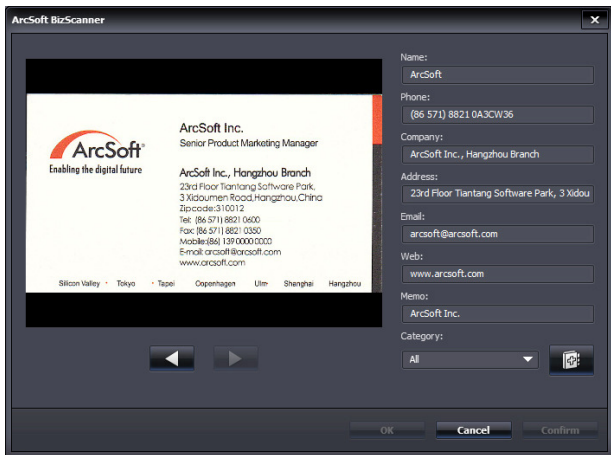 ArcSoft BizScanner
ArcSoft
Enabling the digital future
ArcSoft Inc.
Senior Product Marketing Manager
ArcSoft Inc., Hangzhou Branch
23rd Floor Tiantang Software Park,
3 Xidoumen Road,Hangzhou,China
Zipcode:310012
Tel: (86 571) 8821 0600
Fax: (86 571) 8821 0350
Mobile:(86) 139 0000 0000
E-mail: arcsoft@arcsoft.com
www.arcsoft.com
Silicon Valley · Tokyo · Tapei Copenhagen Ulm Shanghai Hangzhou
Name:
ArcSoft
Phone:
(86 571) 8821 0A3CW36
Company:
ArcSoft Inc., Hangzhou Branch
Address:
23rd Floor Tiantang Software Park, 3 Xidou
Email:
arcsoft@arcsoft.com
Web:
www.arcsoft.com
Memo:
ArcSoft Inc.
Category:
All
OK Cancel Confirm